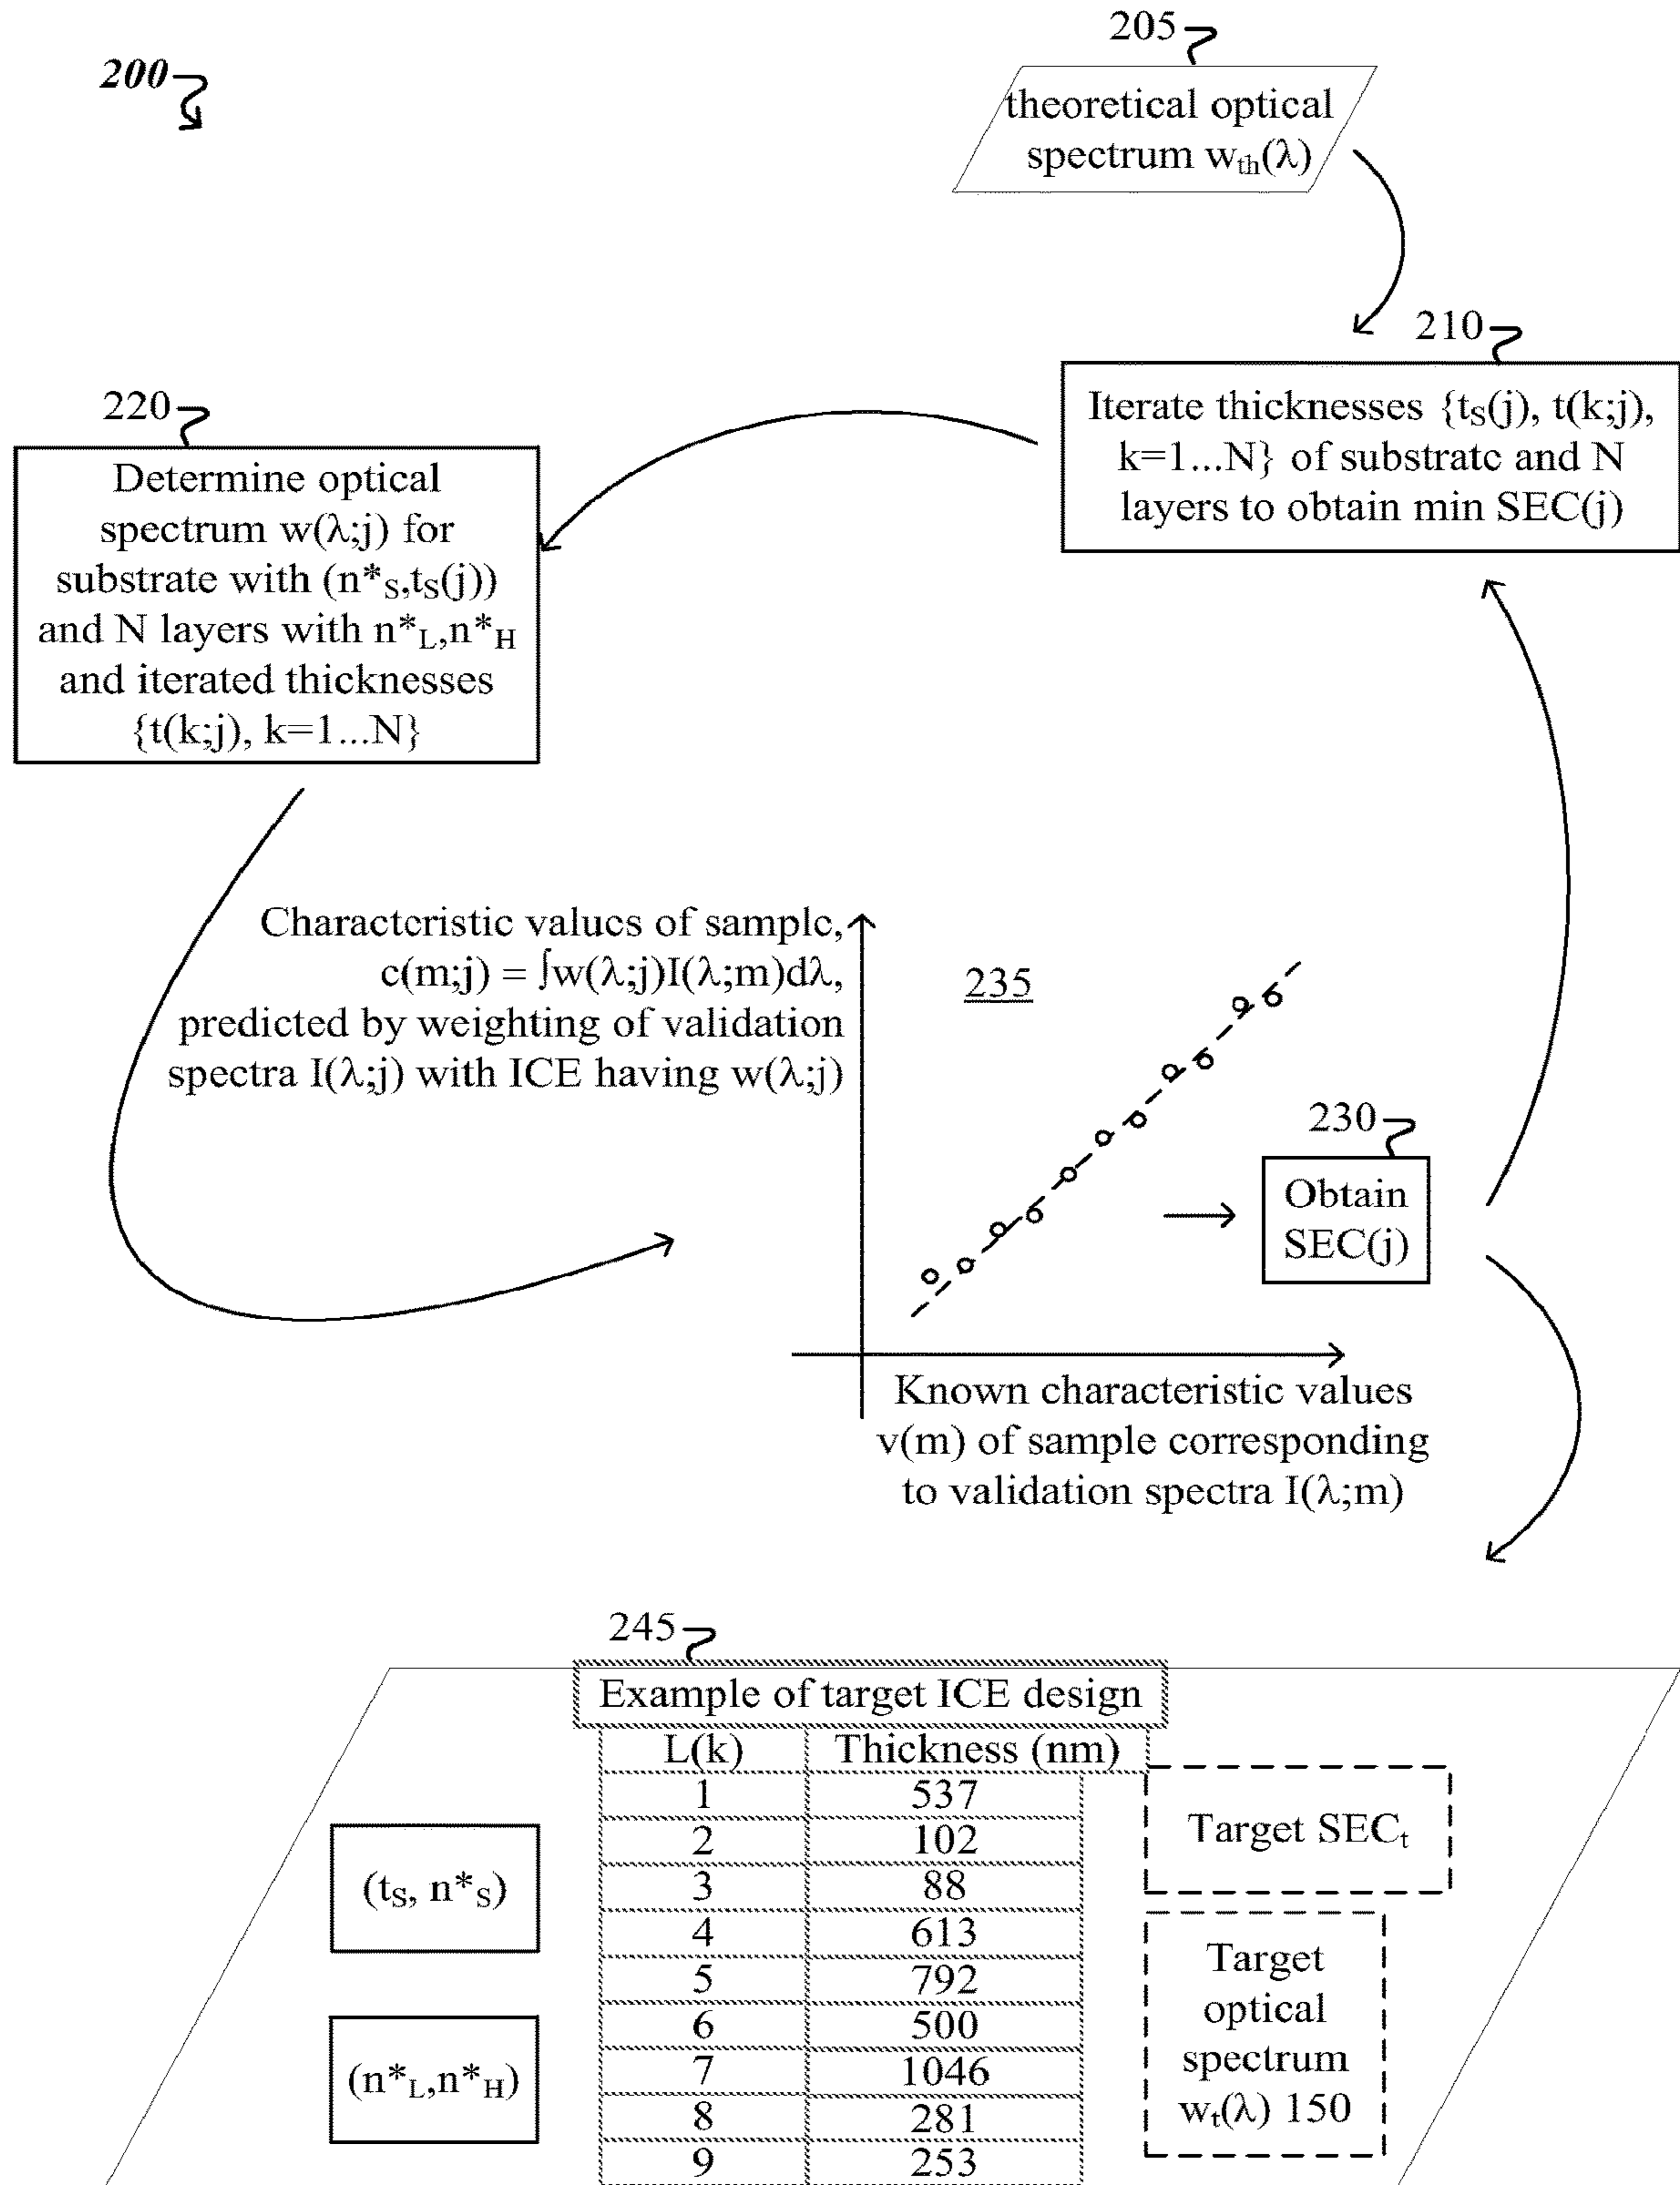 200
205
theoretical optical
spectrum wth(λ)
210
Iterate thicknesses {tS(j), t(k;j),
k=1...N} of substrate and N
layers to obtain min SEC(j)
220
Determine optical
spectrum w(λ;j) for
substrate with (n*S,tS(j))
and N layers with n*L,n*H
and iterated thicknesses
{t(k;j), k=1...N}
Characteristic values of sample,
c(m;j) = ∫w(λ;j)I(λ;m)dλ,
predicted by weighting of validation
spectra I(λ;j) with ICE having w(λ;j)
235
230
Obtain
SEC(j)
Known characteristic values
v(m) of sample corresponding
to validation spectra I(λ;m)
245
Example of target ICE design
L(k) Thickness (nm)
1 537
2 102
3 88
4 613
5 792
6 500
7 1046
8 281
9 253
(tS, n*S)
(n*L,n*H)
Target SECt
Target
optical
spectrum
wt(λ) 150